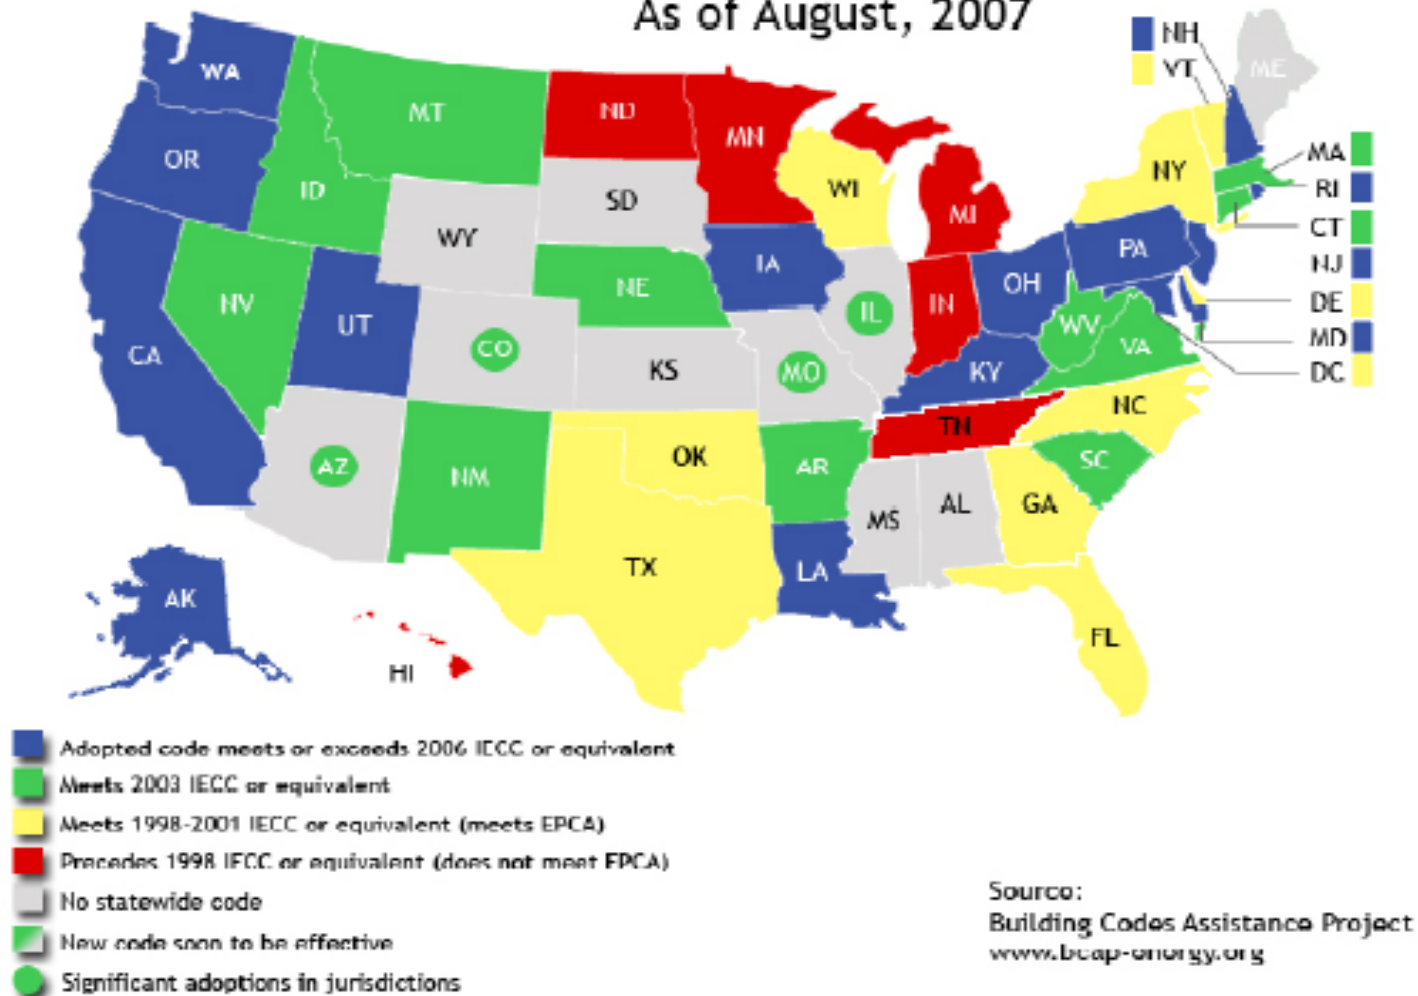 As of August, 2007
NH
VT
ME
WA
MT
ND
MN
OR
ID
SD
WI
MI
NY
MA
RI
CT
NJ
DE
MD
DC
WY
IA
NE
PA
OH
NV
UT
CA
CO
KS
IL
IN
MO
WV
VA
KY
NC
TN
AZ
NM
OK
AR
SC
MS
AL
GA
TX
LA
FL
AK
HI
Adopted code meets or exceeds 2006 IECC or equivalent
Meets 2003 IECC or equivalent
Meets 1998-2001 IECC or equivalent (meets EPCA)
Precedes 1998 IECC or equivalent (does not meet EPCA)
No statewide code
New code soon to be effective
Significant adoptions in jurisdictions
Source:
Building Codes Assistance Project
www.bcap-energy.org